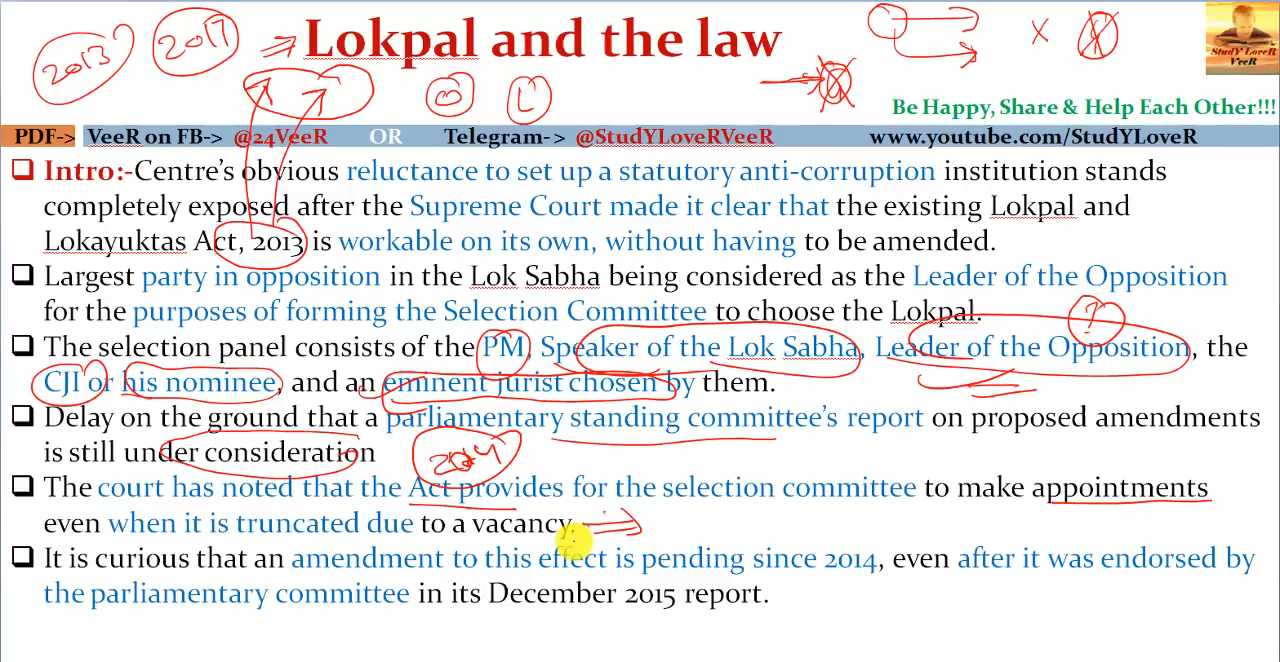 2013 2017 ⇒ Lokpal and the law
StudY LoveR
VeeR
Be Happy, Share & Help Each Other!!!
PDF-> VeeR on FB-> @24VeeR OR Telegram-> @StudYLoveRVeeR www.youtube.com/StudYLoveR
Intro:-Centre's obvious reluctance to set up a statutory anti-corruption institution stands
completely exposed after the Supreme Court made it clear that the existing Lokpal and
Lokayuktas Act, 2013 is workable on its own, without having to be amended.
Largest party in opposition in the Lok Sabha being considered as the Leader of the Opposition
for the purposes of forming the Selection Committee to choose the Lokpal.
?
The selection panel consists of the PM, Speaker of the Lok Sabha, Leader of the Opposition, the
CJI or his nominee, and an eminent jurist chosen by them.
Delay on the ground that a parliamentary standing committee's report on proposed amendments
is still under consideration
2014
The court has noted that the Act provides for the selection committee to make appointments
even when it is truncated due to a vacancy.
It is curious that an amendment to this effect is pending since 2014, even after it was endorsed by
the parliamentary committee in its December 2015 report.